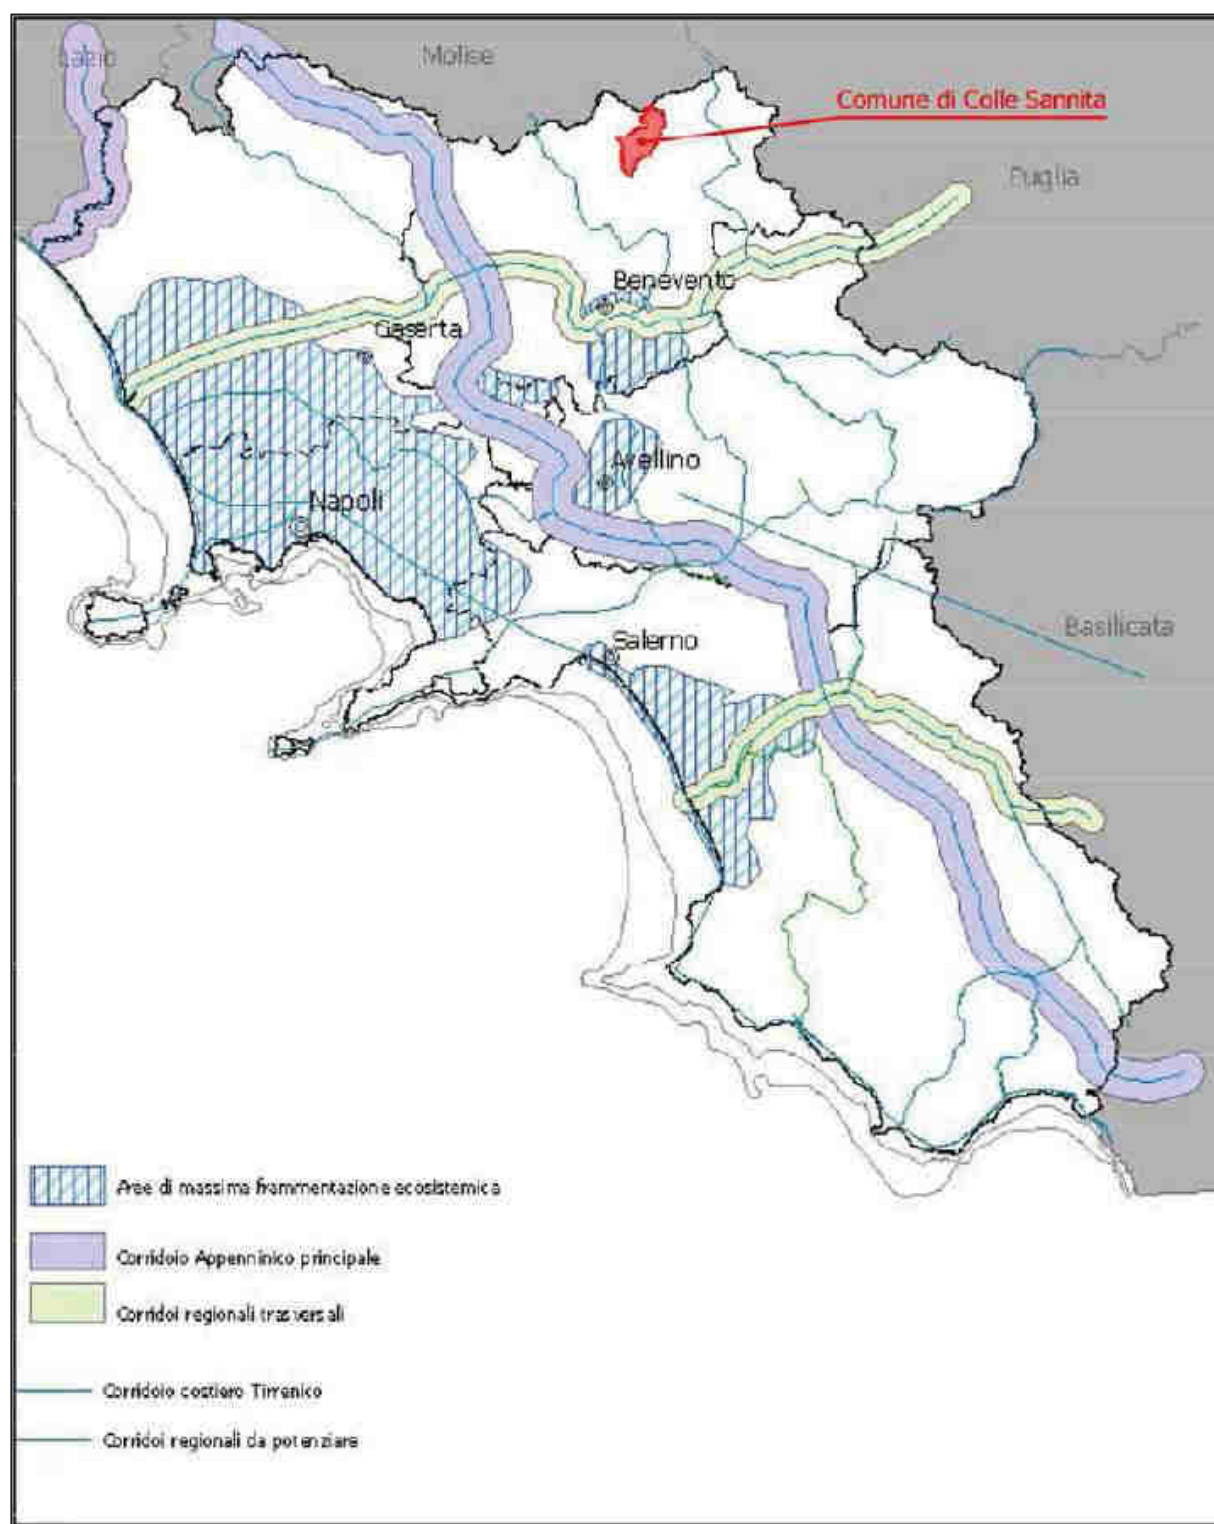 Lazio
Molise
Comune di Colle Sannita
Puglia
Benevento
Caserta
Avellino
Napoli
Salerno
Basilicata
Aree di massima frammentazione ecosistemica
Corridoio Appenninico principale
Corridoi regionali trasversali
Corridoio costiero Tirrenico
Corridoi regionali da potenziare